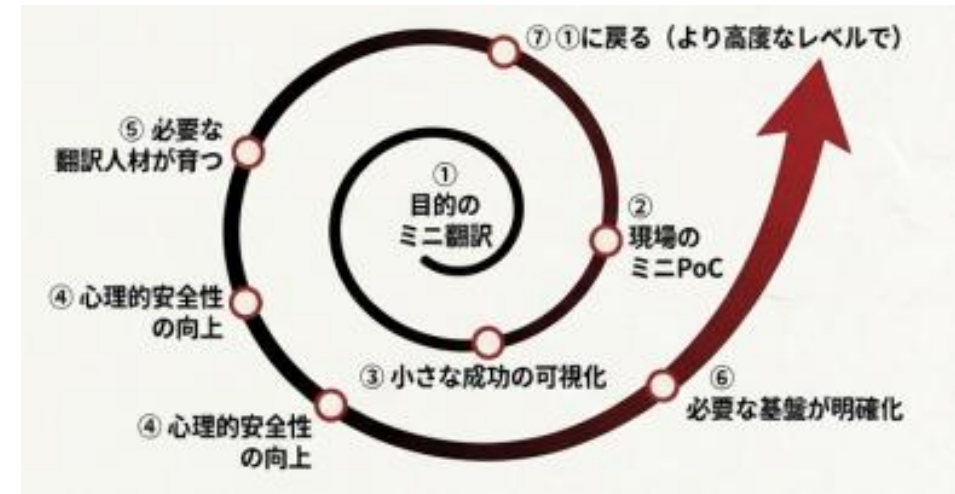 ⑦ ①に戻る（より高度なレベルで）
⑤ 必要な
翻訳人材が育つ
①
目的の
ミニ翻訳
②
現場の
ミニPoC
④ 心理的安全性
の向上
③ 小さな成功の可視化
⑥
必要な基盤が明確化
④ 心理的安全性
の向上